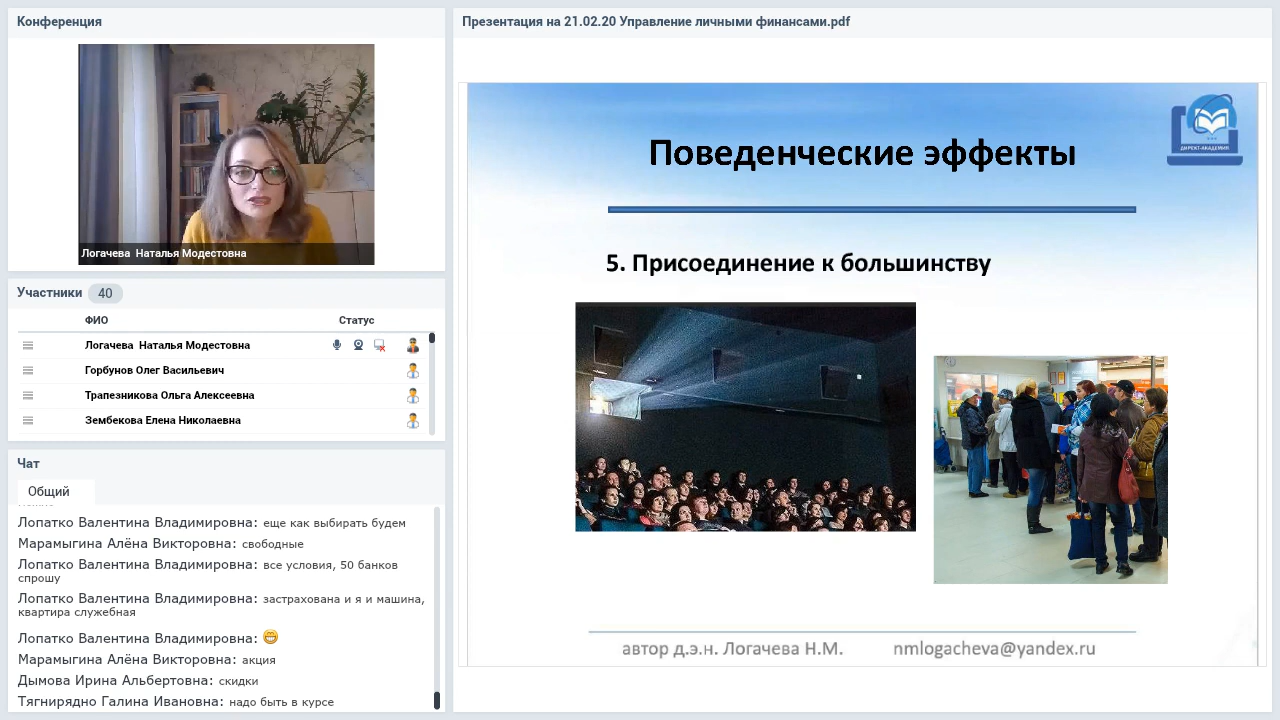 Конференция
Логачева Наталья Модестовна
Участники 40
ФИО Статус
Логачева Наталья Модестовна
Горбунов Олег Васильевич
Трапезникова Ольга Алексеевна
Зембекова Елена Николаевна
Чат
Общий
Лопатко Валентина Владимировна: еще как выбирать будем
Марамыгина Алёна Викторовна: свободные
Лопатко Валентина Владимировна: все условия, 50 банков
спрошу
Лопатко Валентина Владимировна: застрахована и я и машина,
квартира служебная
Лопатко Валентина Владимировна:
Марамыгина Алёна Викторовна: акция
Дымова Ирина Альбертовна: скидки
Тягнирядно Галина Ивановна: надо быть в курсе
Презентация на 21.02.20 Управление личными финансами.pdf
ДИРЕКТ-АКАДЕМИЯ
Поведенческие эффекты
5. Присоединение к большинству
автор д.э.н. Логачева Н.М. nmlogacheva@yandex.ru